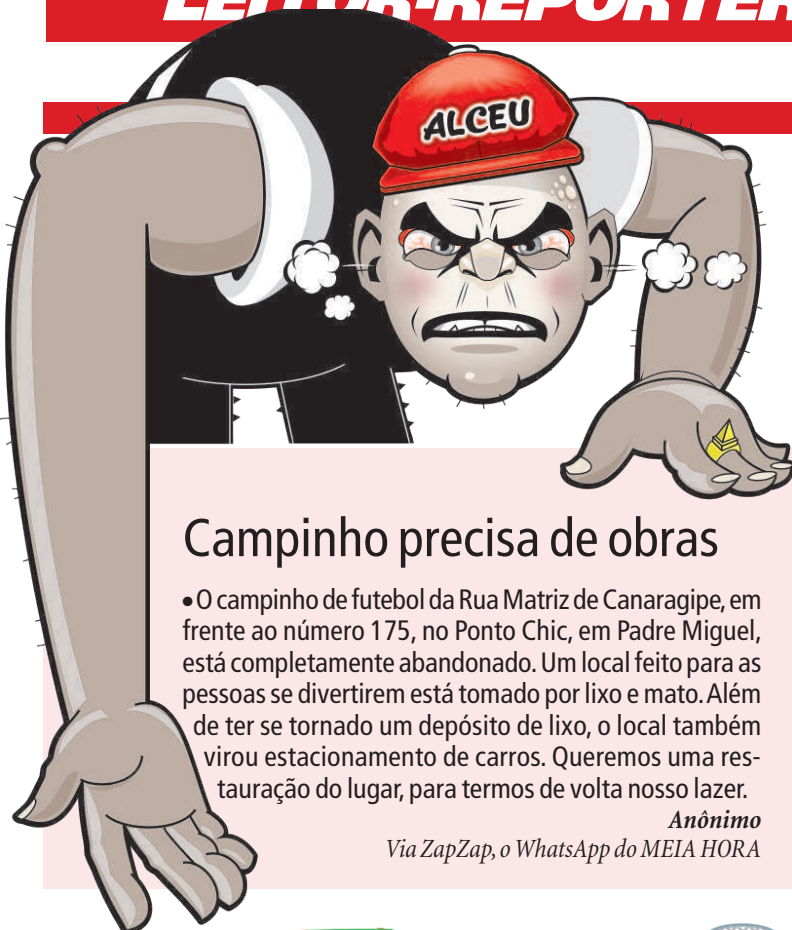 LEITOR-REPÓRTER
ALCEU
Campinho precisa de obras
• O campinho de futebol da Rua Matriz de Canaragipe, em
frente ao número 175, no Ponto Chic, em Padre Miguel,
está completamente abandonado. Um local feito para as
pessoas se divertirem está tomado por lixo e mato. Além
de ter se tornado um depósito de lixo, o local também
virou estacionamento de carros. Queremos uma res-
tauração do lugar, para termos de volta nosso lazer.
Anônimo
Via ZapZap, o WhatsApp do MEIA HORA